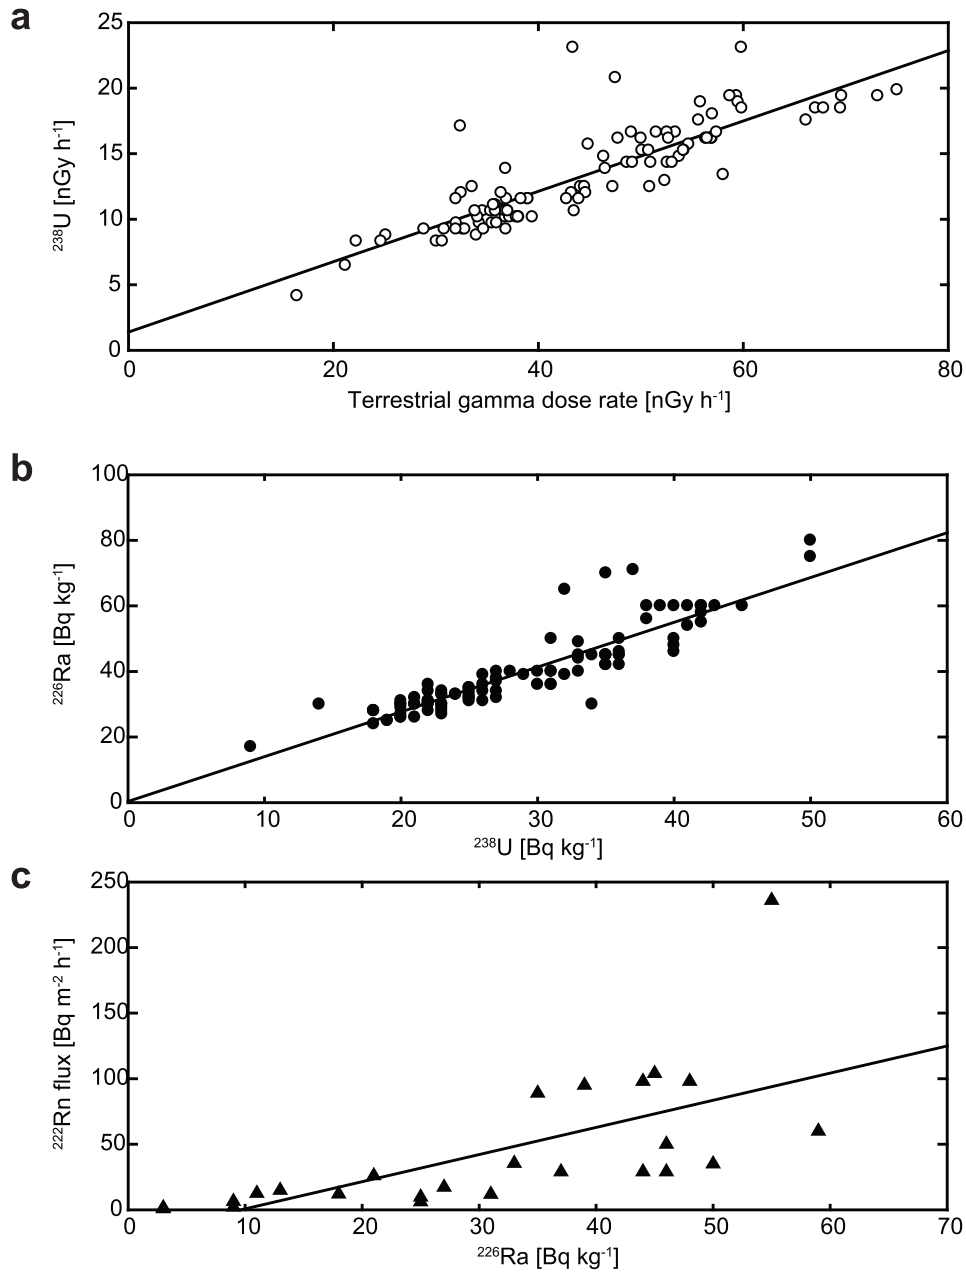 a
25
20
15
10
5
0
²³⁸U [nGy h⁻¹]
0 20 40 60 80
Terrestrial gamma dose rate [nGy h⁻¹]
b
100
80
60
40
20
0
²²⁶Ra [Bq kg⁻¹]
0 10 20 30 40 50 60
²³⁸U [Bq kg⁻¹]
c
250
200
150
100
50
0
²²²Rn flux [Bq m⁻² h⁻¹]
0 10 20 30 40 50 60 70
²²⁶Ra [Bq kg⁻¹]